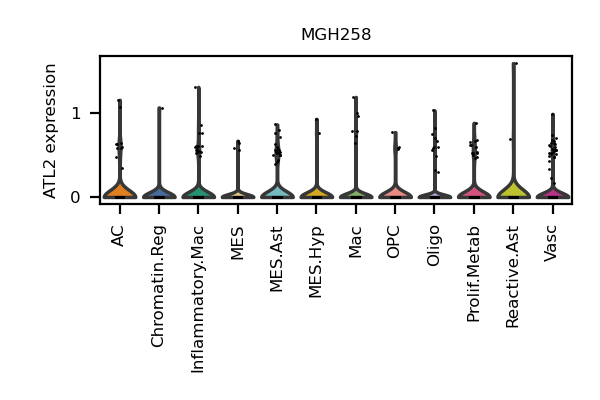 MGH258
ATL2 expression
1
0
AC
Chromatin.Reg
Inflammatory.Mac
MES
MES.Ast
MES.Hyp
Mac
OPC
Oligo
Prolif.Metab
Reactive.Ast
Vasc